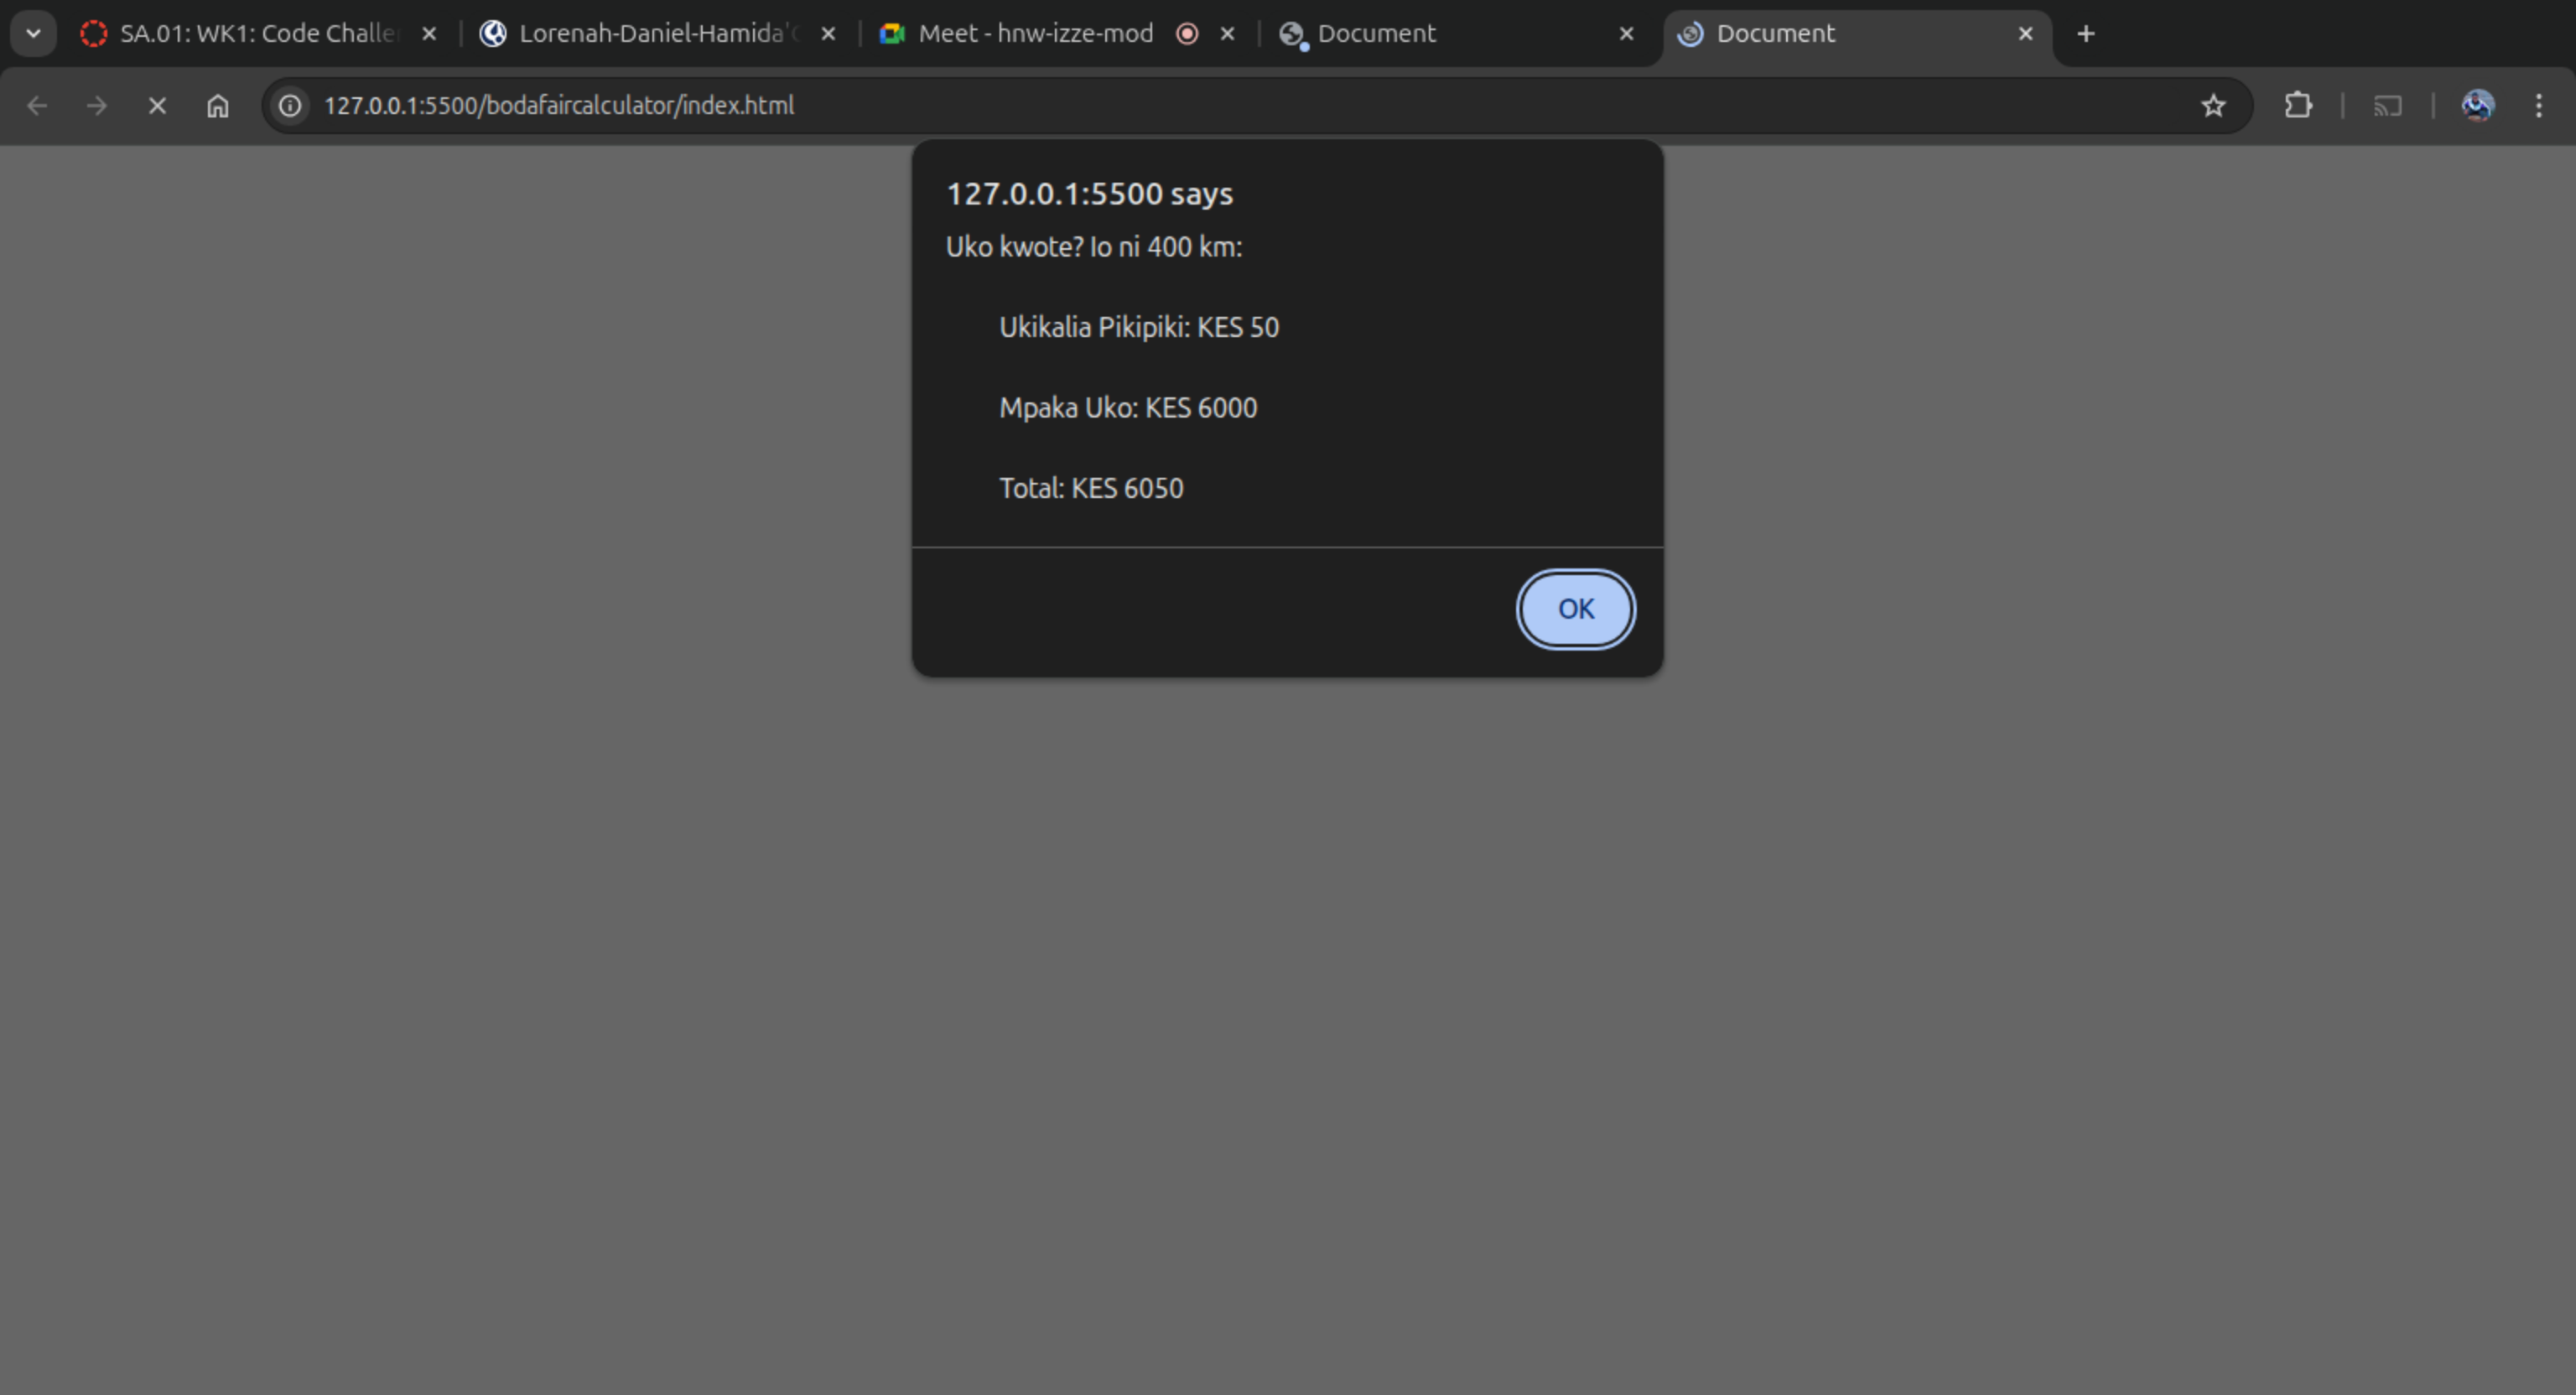 SA.01: WK1: Code Challe
Lorenah-Daniel-Hamida'
Meet - hnw-izze-mod
Document
Document
127.0.0.1:5500/bodafaircalculator/index.html
127.0.0.1:5500 says
Uko kwote? Io ni 400 km:
Ukikalia Pikipiki: KES 50
Mpaka Uko: KES 6000
Total: KES 6050
OK